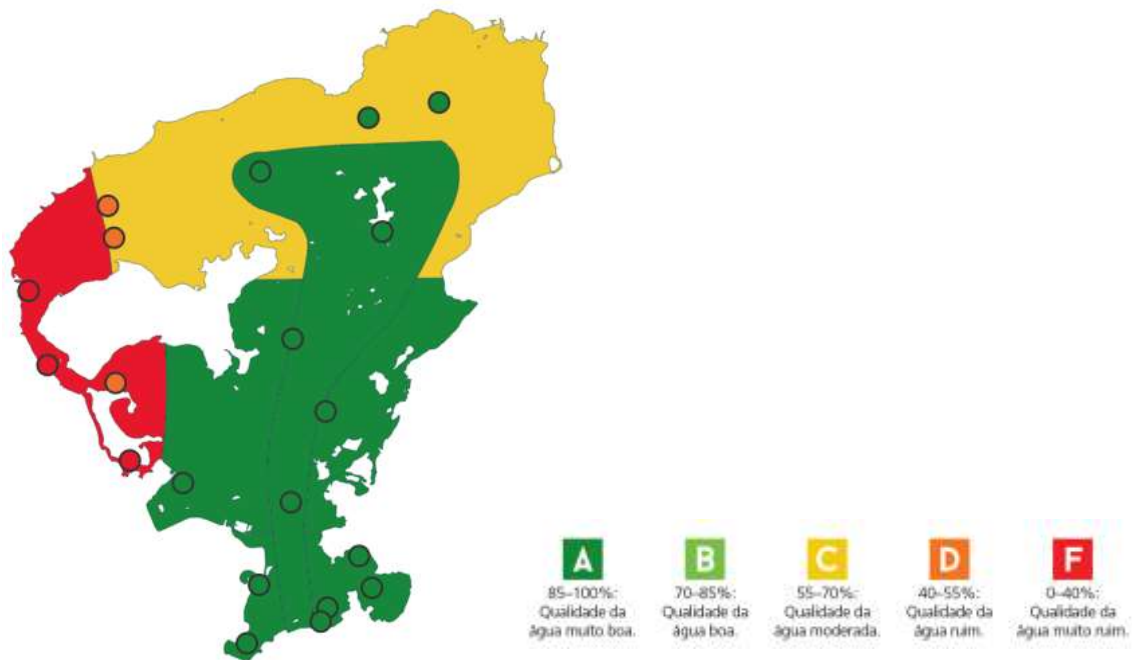 A
85–100%:
Qualidade da
água muito boa.
B
70–85%:
Qualidade da
água boa.
C
55–70%:
Qualidade da
água moderada.
D
40–55%:
Qualidade da
água ruim.
F
0–40%:
Qualidade da
água muito ruim.